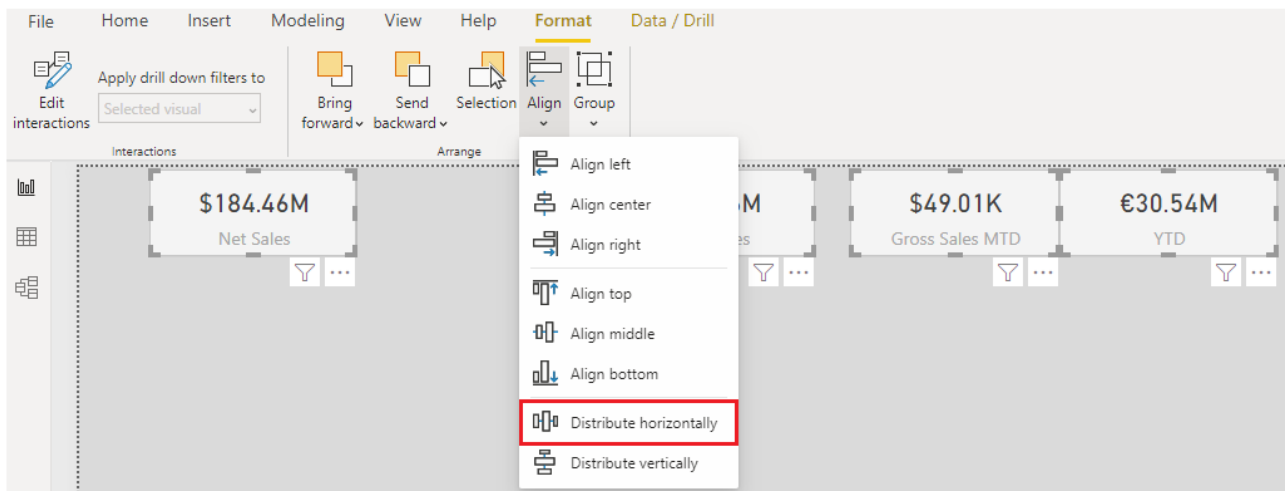 File Home Insert Modeling View Help Format Data / Drill
Apply drill down filters to
Selected visual
Edit
interactions
Bring
forward
Send
backward
Selection
Align
Group
Interactions
Arrange
Align left
Align center
Align right
Align top
Align middle
Align bottom
Distribute horizontally
Distribute vertically
$184.46M
Net Sales
M
es
$49.01K
Gross Sales MTD
€30.54M
YTD